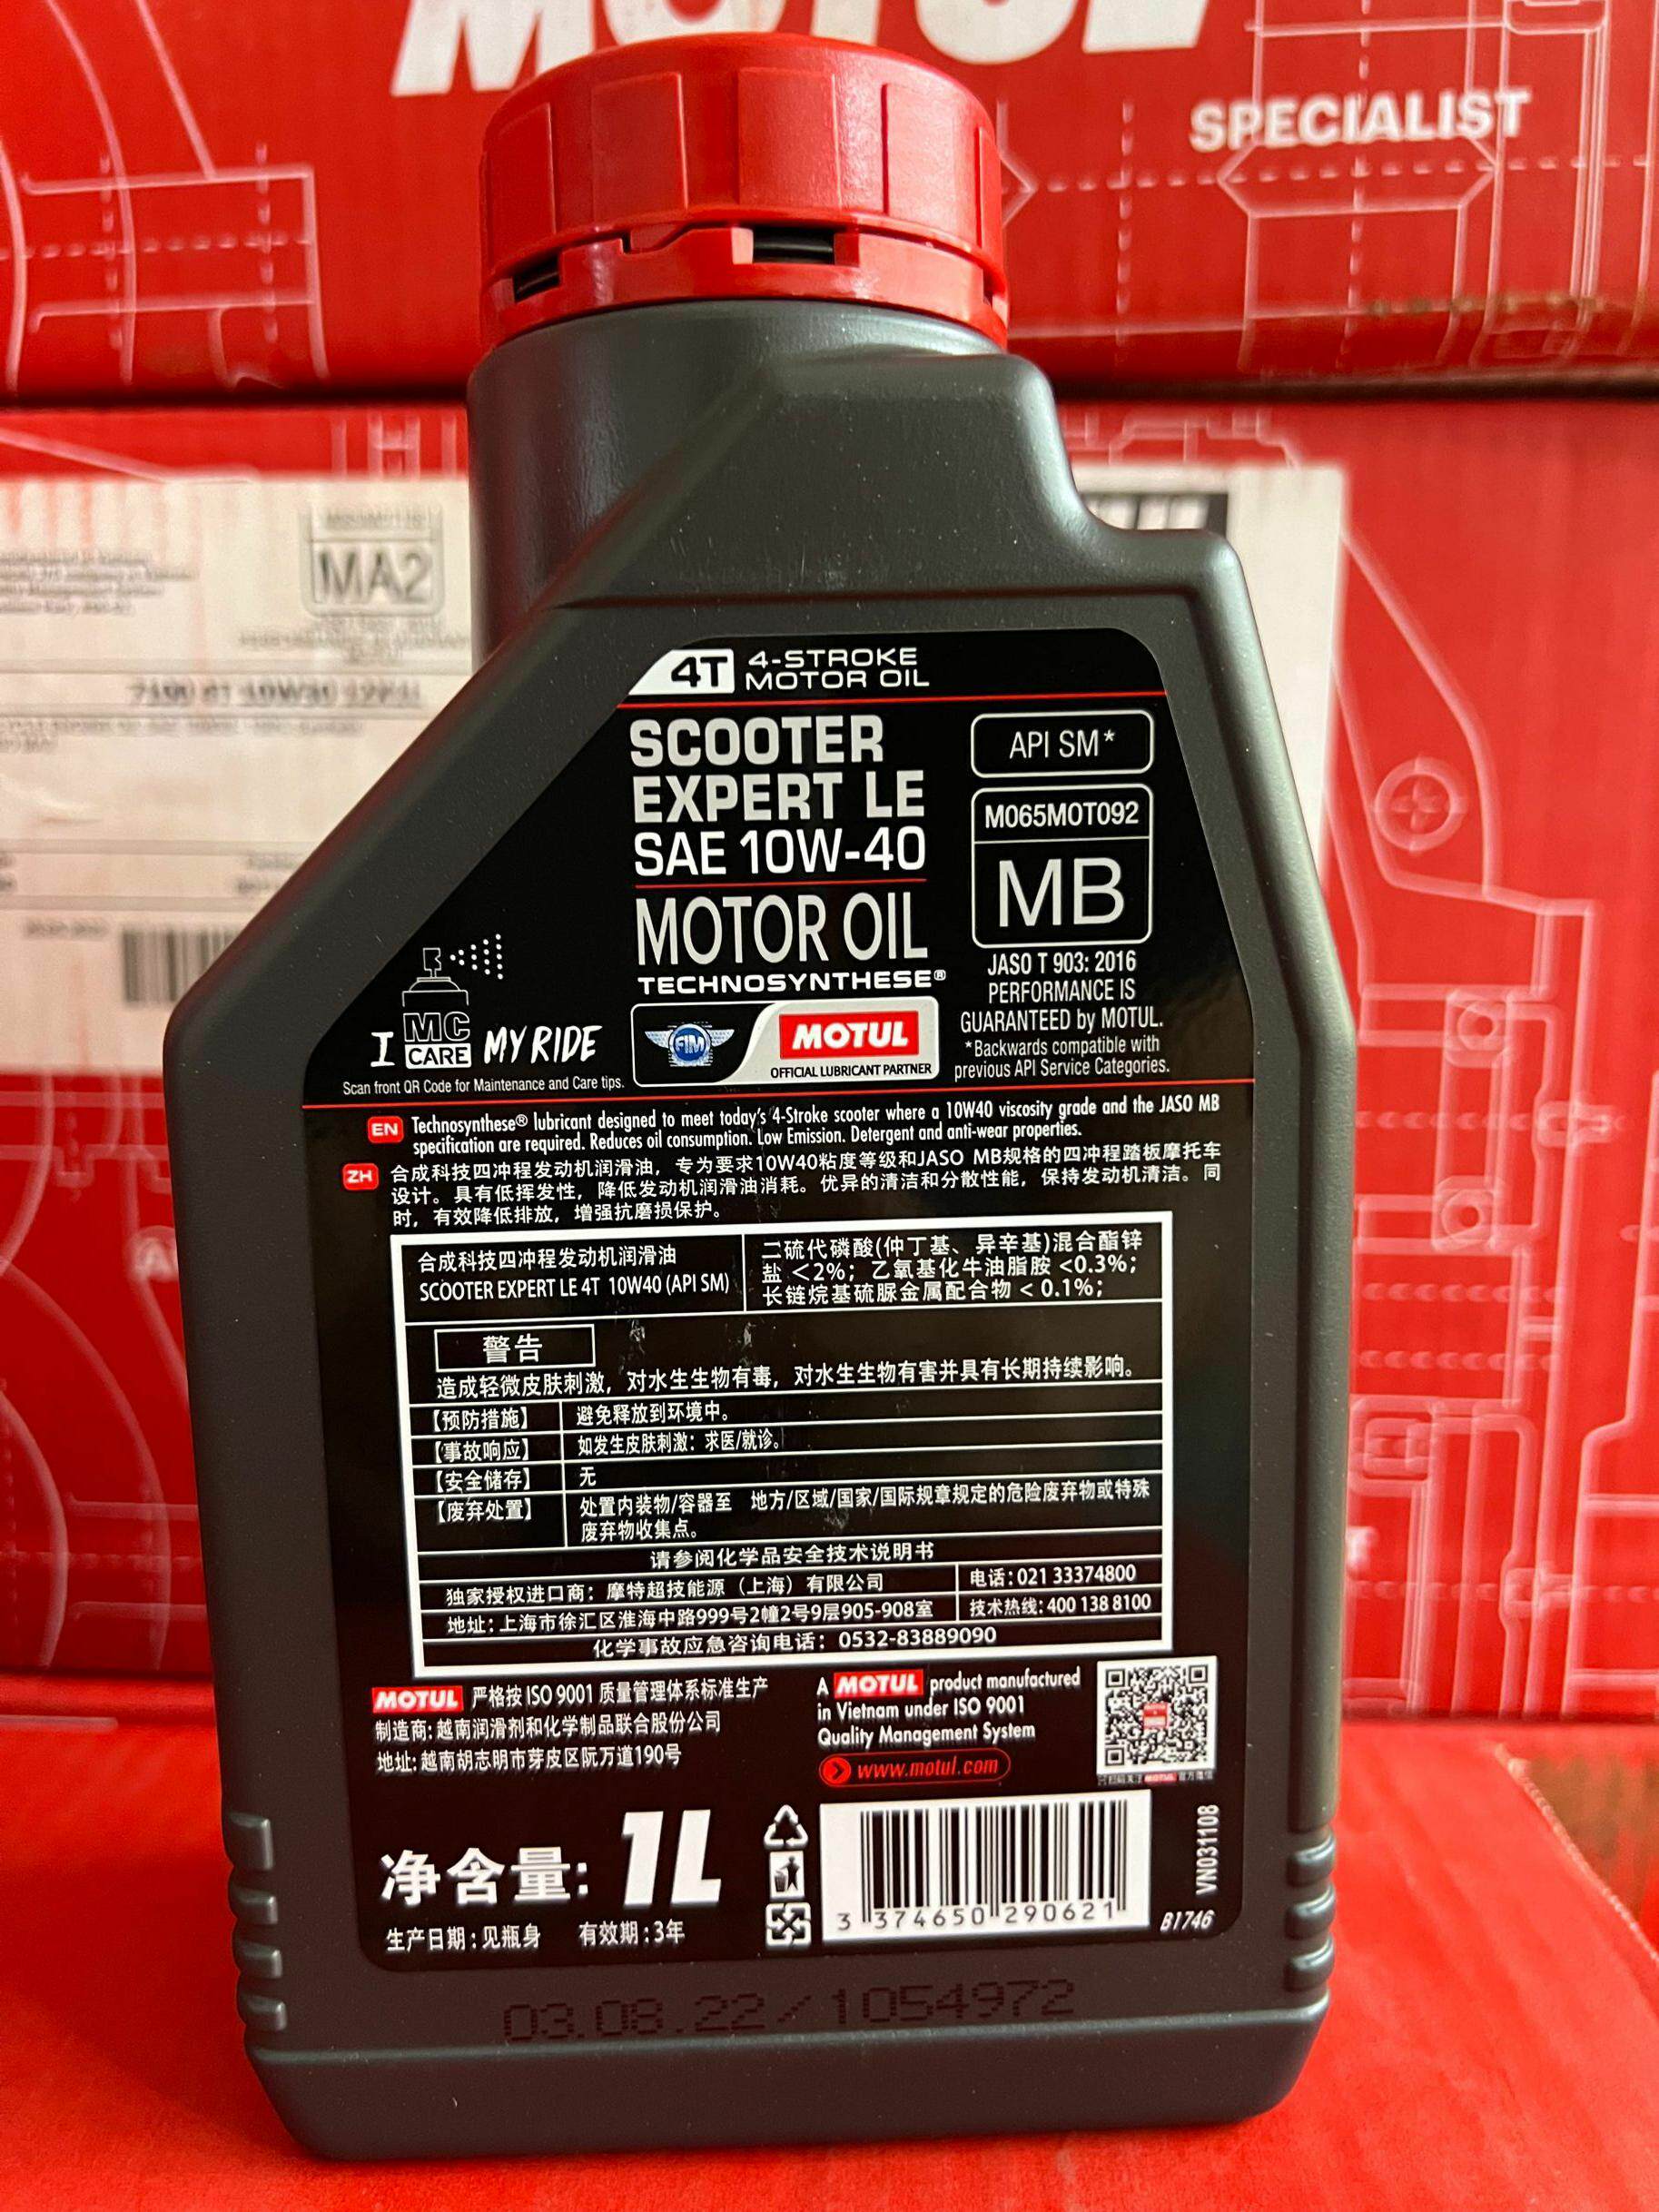 SPECIALIST
MA2
7100 4T 10W30 12X1L
4T 4-STROKE
MOTOR OIL
SCOOTER
EXPERT LE
SAE 10W-40
MOTOR OIL
TECHNOSYNTHESE®
API SM*
M065MOT092
MB
JASO T 903: 2016
PERFORMANCE IS
GUARANTEED by MOTUL.
*Backwards compatible with
previous API Service Categories.
I MC CARE MY RIDE
Scan front QR Code for Maintenance and Care tips.
FIM
MOTUL
OFFICIAL LUBRICANT PARTNER
EN Technosynthese® lubricant designed to meet today's 4-Stroke scooter where a 10W40 viscosity grade and the JASO MB
specification are required. Reduces oil consumption. Low Emission. Detergent and anti-wear properties.
ZH 合成科技四冲程发动机润滑油，专为要求10W40粘度等级和JASO MB规格的四冲程踏板摩托车
设计。具有低挥发性，降低发动机润滑油消耗。优异的清洁和分散性能，保持发动机清洁。同
时，有效降低排放，增强抗磨损保护。
合成科技四冲程发动机润滑油
SCOOTER EXPERT LE 4T 10W40 (API SM)
二硫代磷酸(仲丁基、异辛基)混合酯锌
盐 <2%；乙氧基化牛油脂胺 <0.3%；
长链烷基硫脲金属配合物 < 0.1%；
警告
造成轻微皮肤刺激，对水生生物有毒，对水生生物有害并具有长期持续影响。
【预防措施】 避免释放到环境中。
【事故响应】 如发生皮肤刺激：求医/就诊。
【安全储存】 无
【废弃处置】 处置内装物/容器至 地方/区域/国家/国际规章规定的危险废弃物或特殊
废弃物收集点。
请参阅化学品安全技术说明书
独家授权进口商：摩特超技能源（上海）有限公司 电话：021 33374800
地址：上海市徐汇区淮海中路999号2幢2号9层905-908室 技术热线：400 138 8100
化学事故应急咨询电话：0532-83889090
MOTUL 严格按 ISO 9001 质量管理体系标准生产
制造商：越南润滑剂和化学制品联合股份公司
地址：越南胡志明市芽皮区阮万道190号
A MOTUL product manufactured
in Vietnam under ISO 9001
Quality Management System
www.motul.com
净含量：1L
生产日期：见瓶身 有效期：3年
3 374650 290621
VN031108
B1746
03.08.22/1054972